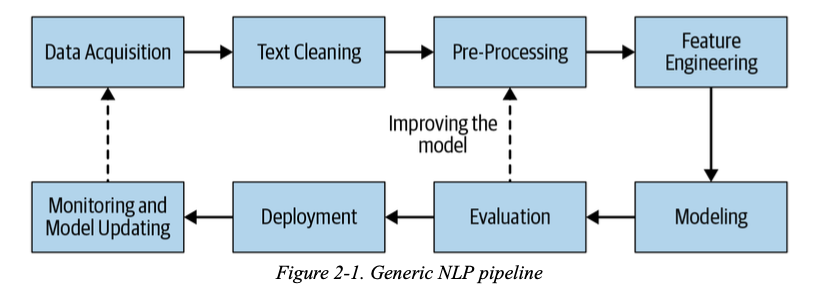 Data Acquisition
Text Cleaning
Pre-Processing
Feature
Engineering
Improving the
model
Monitoring and
Model Updating
Deployment
Evaluation
Modeling
Figure 2-1. Generic NLP pipeline